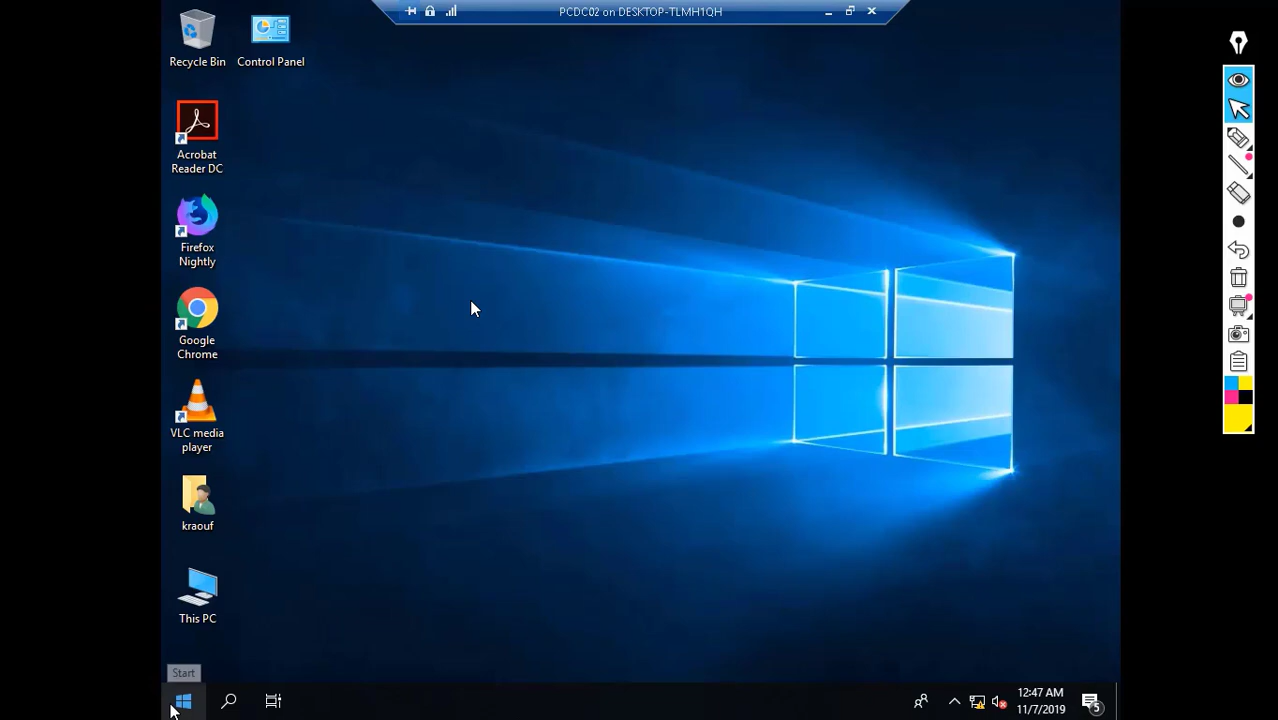 PCDC02 on DESKTOP-TLMH1QH
Recycle Bin
Control Panel
Acrobat
Reader DC
Firefox
Nightly
Google
Chrome
VLC media
player
kraouf
This PC
Start
12:47 AM
11/7/2019
5